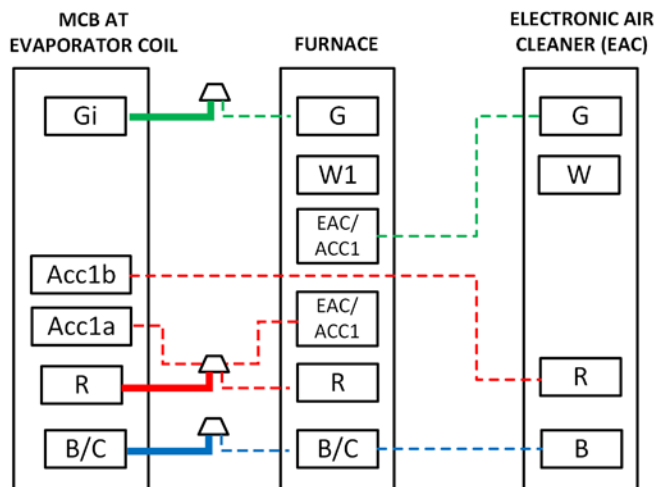 MCB AT
EVAPORATOR COIL
FURNACE
ELECTRONIC AIR
CLEANER (EAC)
Gi
G
G
W1
W
EAC/
ACC1
Acc1b
EAC/
ACC1
Acc1a
R
R
R
B/C
B/C
B